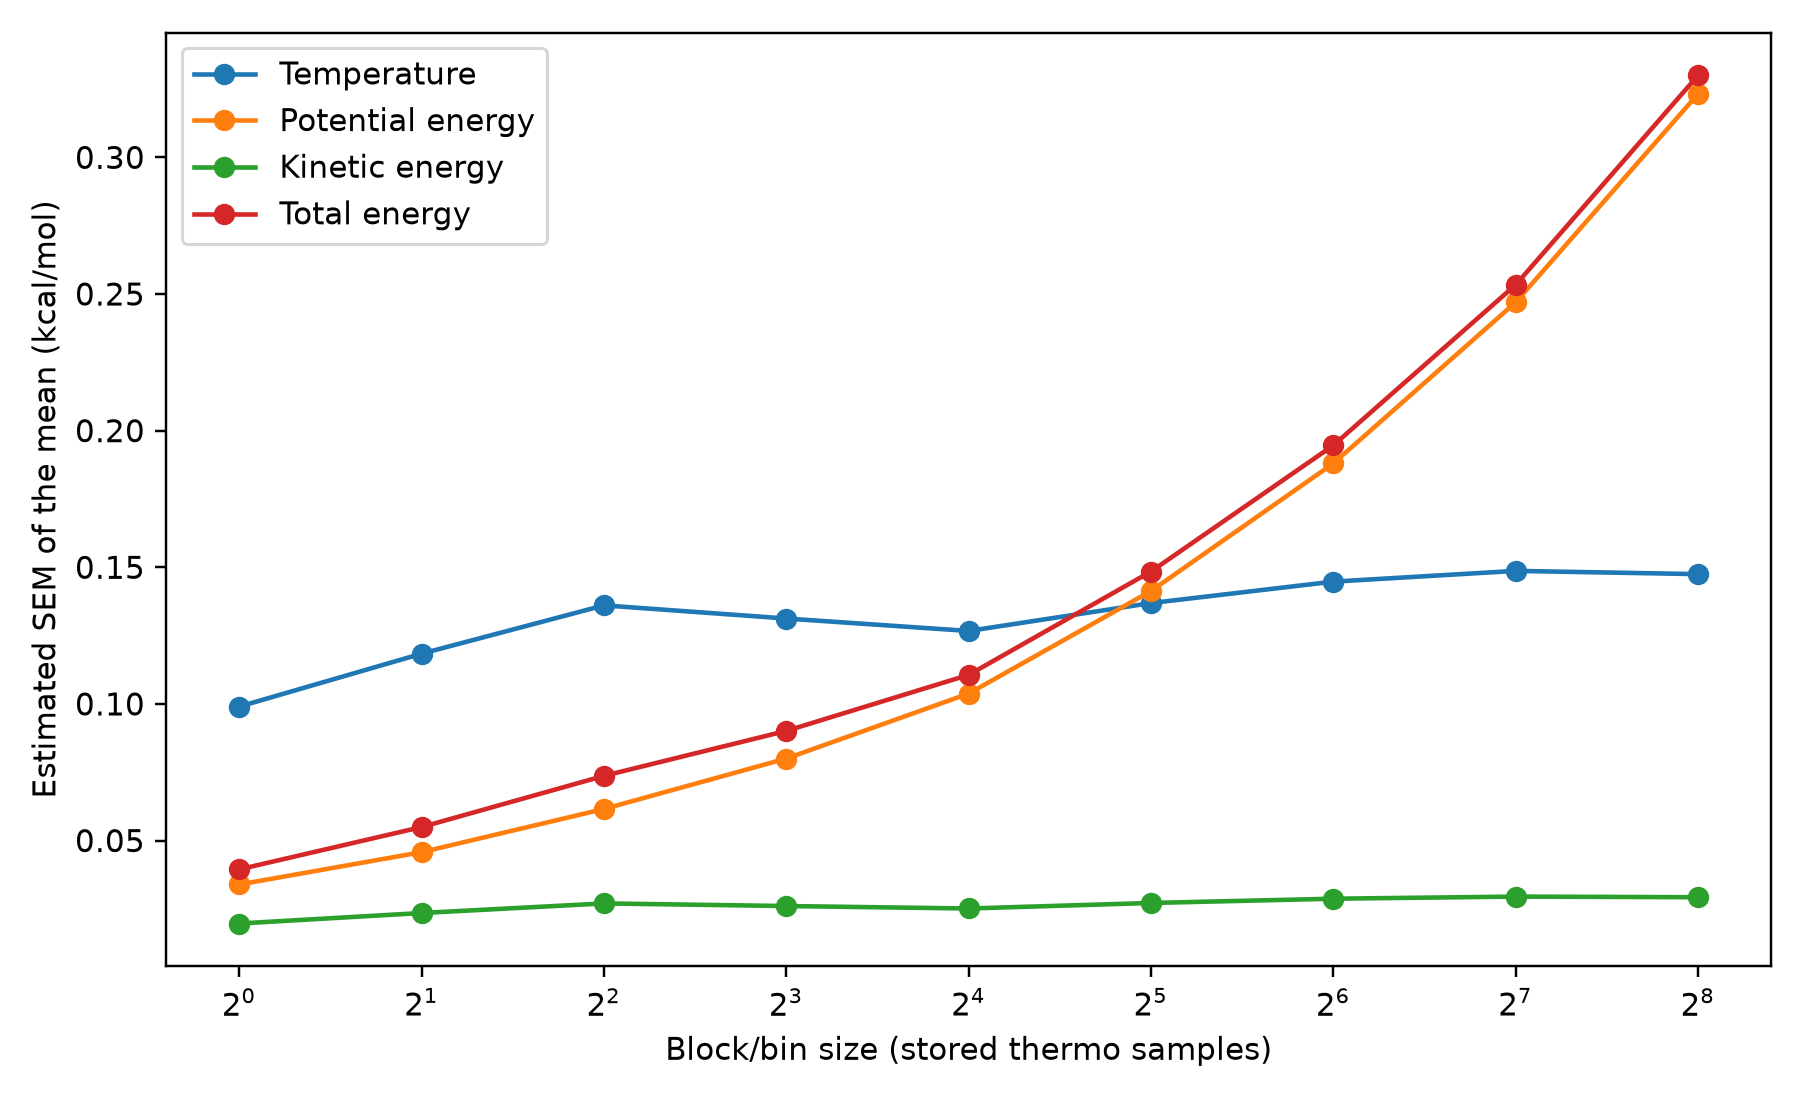 Temperature
Potential energy
Kinetic energy
Total energy
Estimated SEM of the mean (kcal/mol)
0.30
0.25
0.20
0.15
0.10
0.05
2⁰ 2¹ 2² 2³ 2⁴ 2⁵ 2⁶ 2⁷ 2⁸
Block/bin size (stored thermo samples)